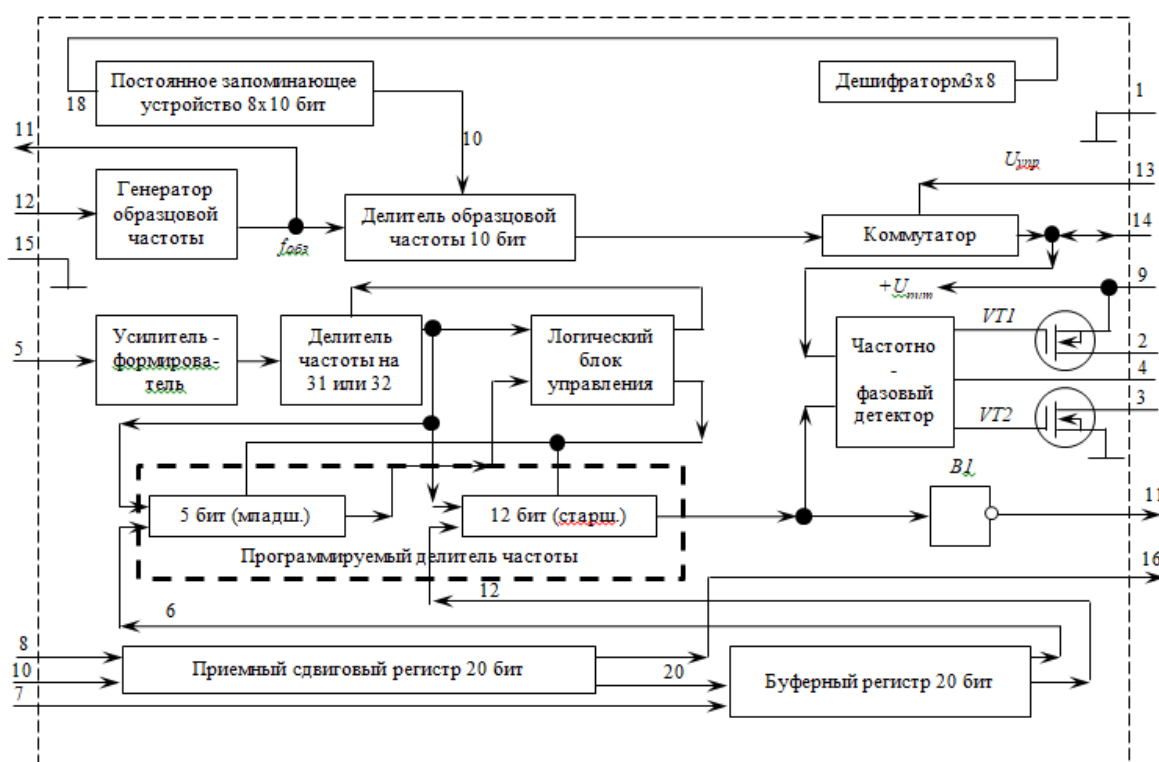 Постоянное запоминающее
устройство 8х10 бит
Дешифраторм3х8
18
1
11
10
Uупр
13
12
Генератор
образцовой
частоты
Делитель образцовой
частоты 10 бит
Коммутатор
14
15
fобз
+Uпит
9
5
Усилитель -
формирова-
тель
Делитель
частоты на
31 или 32
Логический
блок
управления
Частотно
-
фазовый
детектор
VT1
2
4
VT2
3
В1
5 бит (младш.)
12 бит (старш.)
11
Программируемый делитель частоты
16
12
6
8
10
7
Приемный сдвиговый регистр 20 бит
20
Буферный регистр 20 бит